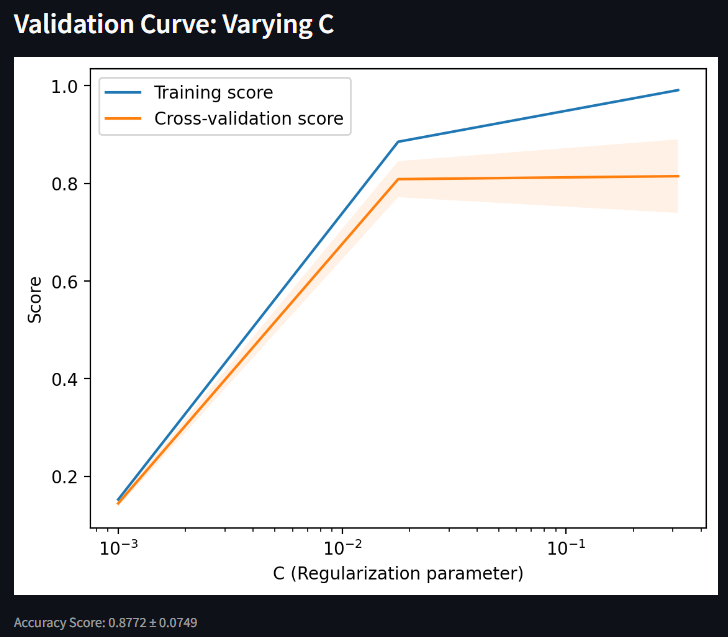 Validation Curve: Varying C
Training score
Cross-validation score
1.0
0.8
0.6
0.4
0.2
Score
10⁻³
10⁻²
10⁻¹
C (Regularization parameter)
Accuracy Score: 0.8772 ± 0.0749